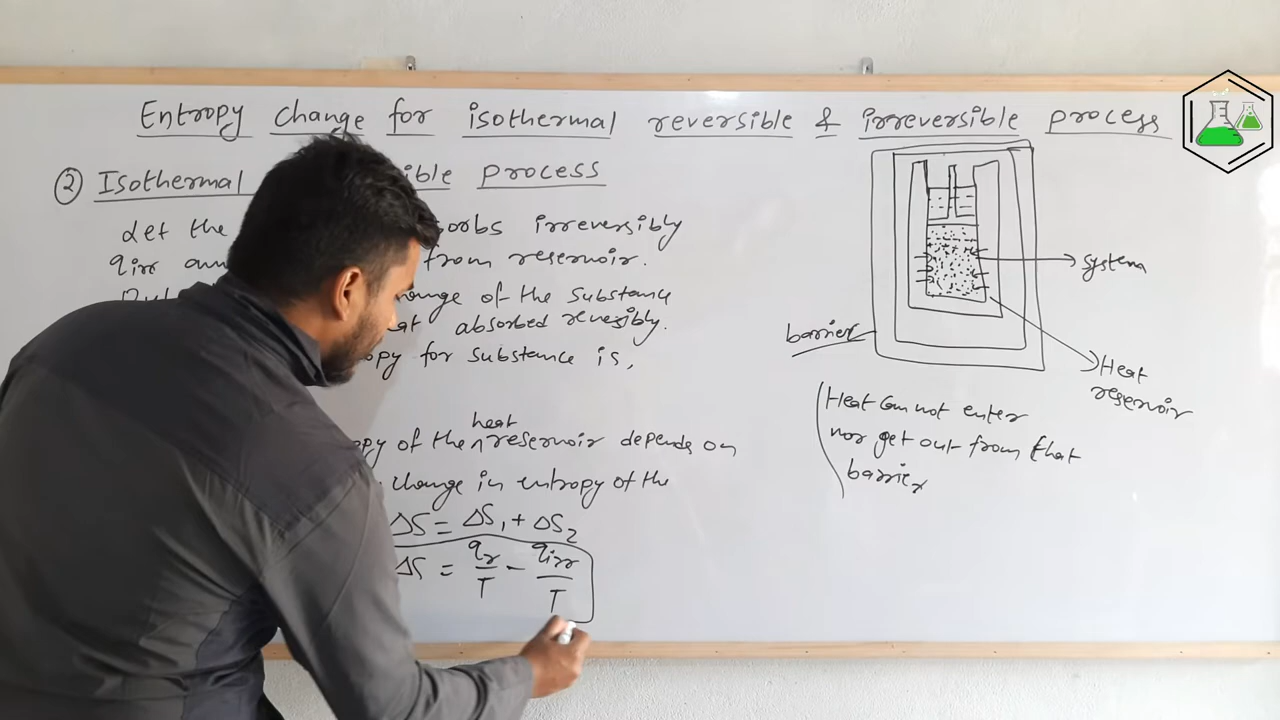 Entropy change for isothermal reversible & irreversible process
② Isothermal ible process
Let the sorbs irreversibly
qirr from reservoir.
ange of the substance
at absorbed reversibly.
opy for substance is,
heat
py of the ^ reservoir depends on
change in entropy of the
ΔS = ΔS₁ + ΔS₂
ΔS = qr/T - qirr/T
system
barrier
Heat
reservoir
Heat can not enter
nor get out from that
barrier